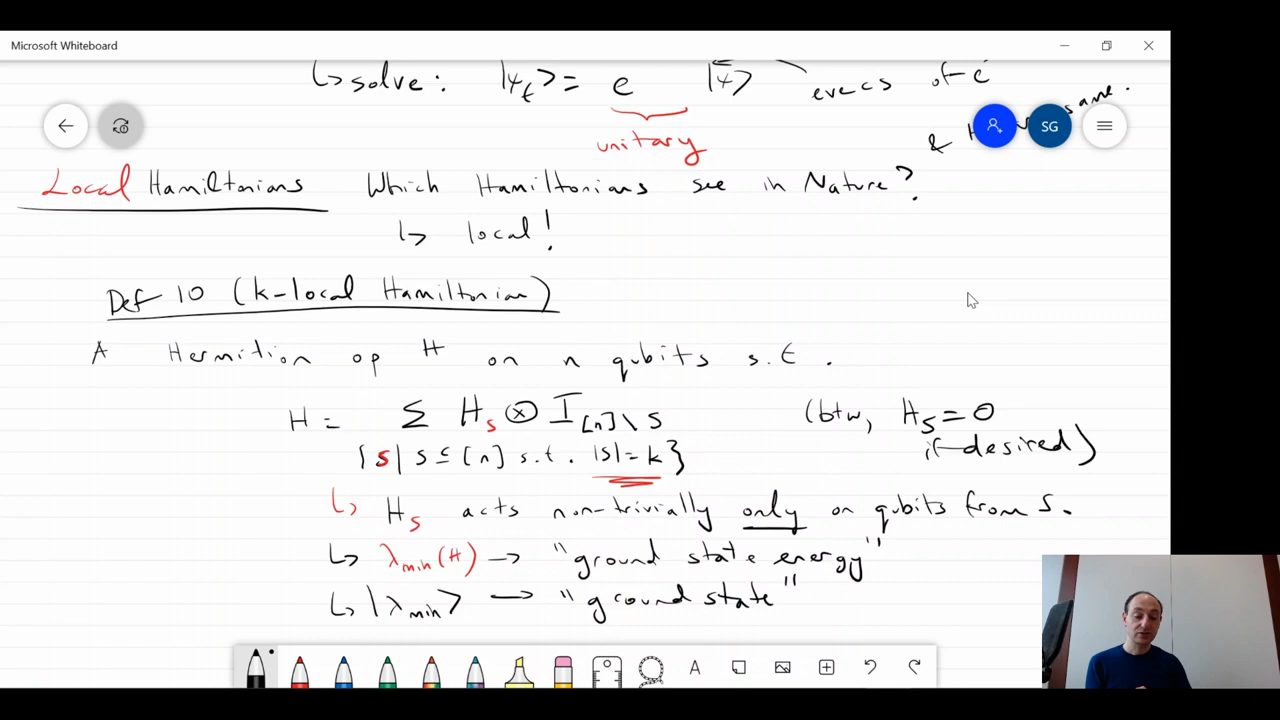 Microsoft Whiteboard
↳ solve: |ψ_t> = e |ψ> evecs of e
& same.
unitary
SG
Local Hamiltonians Which Hamiltonians see in Nature?
↳ local!
Def 10 (k-local Hamiltonian)
A Hermition op H on n qubits s.t.
H = Σ H_S ⊗ I_[n]\S (btw, H_S = 0
{S | S ⊆ [n] s.t. |S| = k} if desired)
↳ H_S acts non-trivially only on qubits from S.
↳ λ_min(H) → "ground state energy"
↳ |λ_min> → "ground state"
A